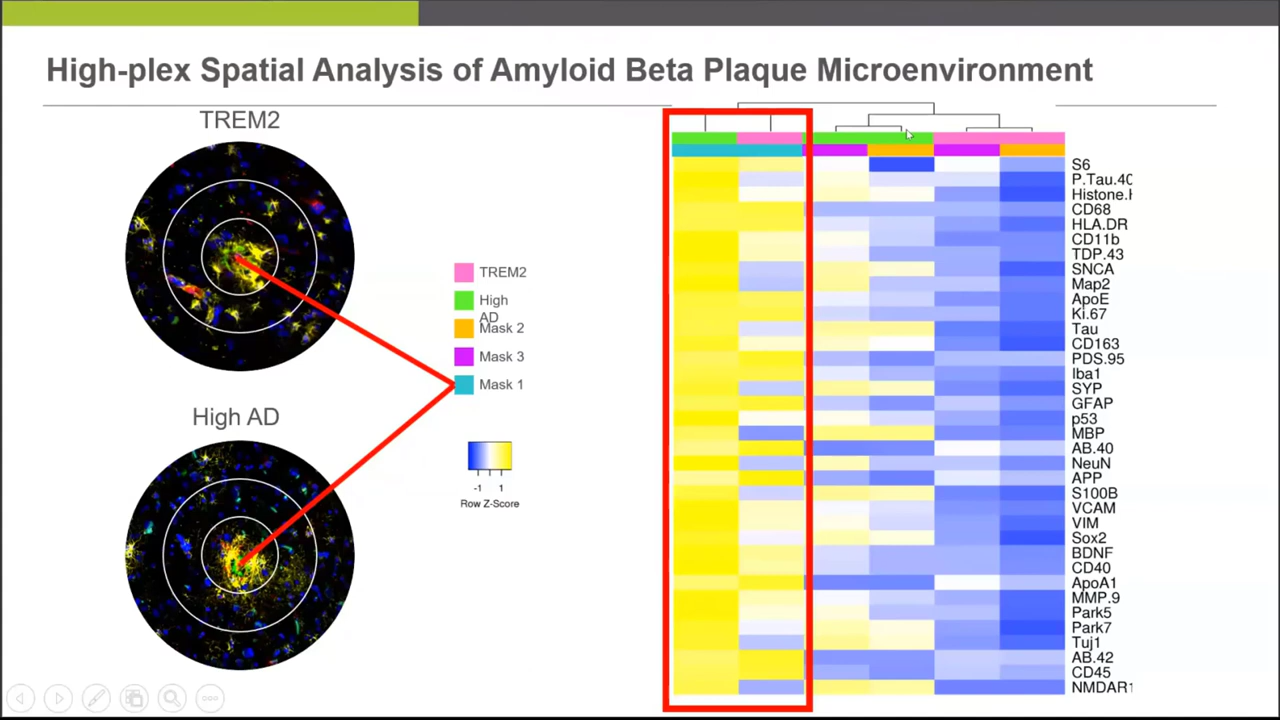 High-plex Spatial Analysis of Amyloid Beta Plaque Microenvironment
TREM2
High AD
TREM2
High
AD
Mask 2
Mask 3
Mask 1
-1 1
Row Z-Score
S6
P.Tau.40
Histone.H
CD68
HLA.DR
CD11b
TDP.43
SNCA
Map2
ApoE
Ki.67
Tau
CD163
PDS.95
Iba1
SYP
GFAP
p53
MBP
AB.40
NeuN
APP
S100B
VCAM
VIM
Sox2
BDNF
CD40
ApoA1
MMP.9
Park5
Park7
Tuj1
AB.42
CD45
NMDAR1